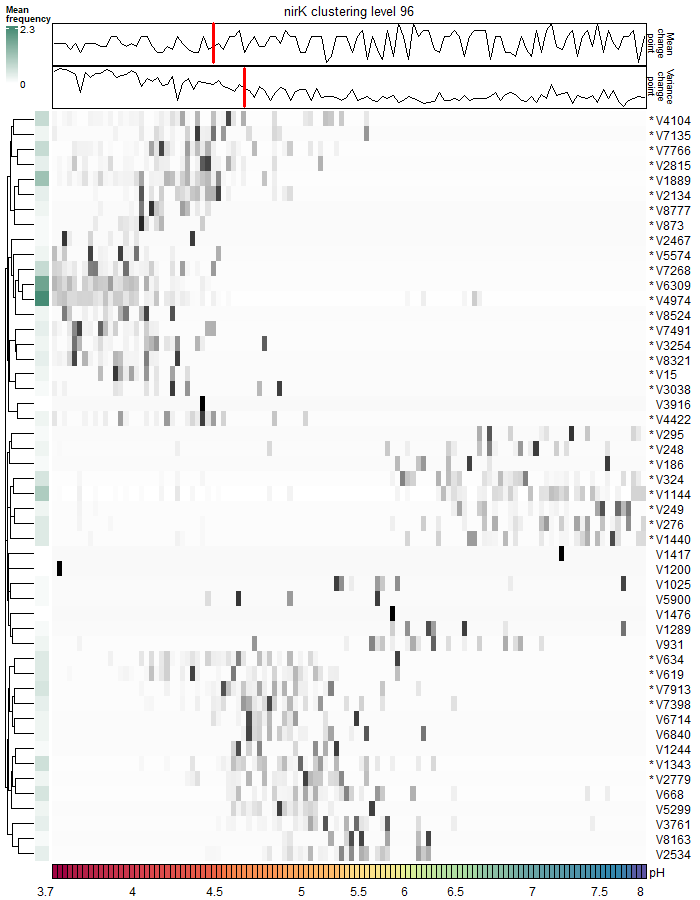 nirK clustering level 96
Mean
frequency
2.3
0
Mean
change
point
Variance
change
point
* V4104
* V7135
* V7766
* V2815
* V1889
* V2134
* V8777
* V873
V2467
* V5574
* V7268
* V6309
* V4974
* V8524
* V7491
* V3254
* V8321
* V15
* V3038
V3916
* V4422
* V295
* V248
* V186
* V324
* V1144
* V249
* V276
* V1440
V1417
V1200
V1025
V5900
V1476
V1289
V931
* V634
* V619
* V7913
* V7398
V6714
V6840
V1244
* V1343
* V2779
V668
V5299
V3761
V8163
V2534
pH
3.7 4 4.5 5 5.5 6 6.5 7 7.5 8